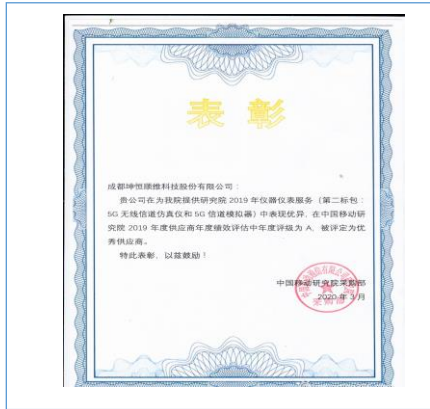 表彰
成都坤恒顺维科技股份有限公司：
贵公司在为我院提供研究院 2019 年仪器仪表服务（第二标包：
5G 无线信道仿真仪和 5G 信道模拟器）中表现优异，在中国移动研
究院 2019 年度供应商年度绩效评估中年度评级为 A，被评定为优
秀供应商。
特此表彰，以兹鼓励！
中国移动研究院采购部
2020 年 3 月